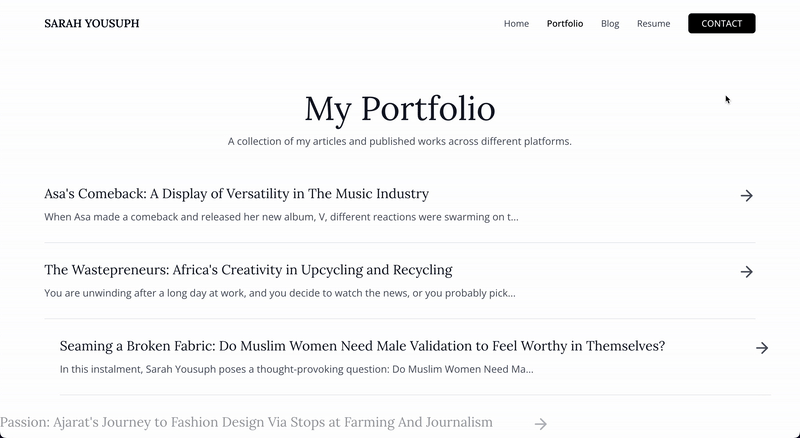 SARAH YOUSUPH
Home
Portfolio
Blog
Resume
CONTACT
My Portfolio
A collection of my articles and published works across different platforms.
Asa's Comeback: A Display of Versatility in The Music Industry
When Asa made a comeback and released her new album, V, different reactions were swarming on t...
The Wastepreneurs: Africa's Creativity in Upcycling and Recycling
You are unwinding after a long day at work, and you decide to watch the news, or you probably pick...
Seaming a Broken Fabric: Do Muslim Women Need Male Validation to Feel Worthy in Themselves?
In this instalment, Sarah Yousuph poses a thought-provoking question: Do Muslim Women Need Ma...
Passion: Ajarat's Journey to Fashion Design Via Stops at Farming And Journalism